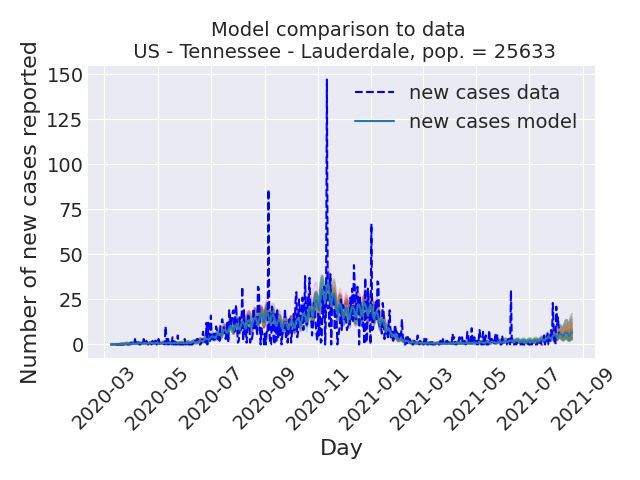 Model comparison to data
US - Tennessee - Lauderdale, pop. = 25633
Number of new cases reported
150
125
100
75
50
25
0
new cases data
new cases model
2020-03
2020-05
2020-07
2020-09
2020-11
2021-01
2021-03
2021-05
2021-07
2021-09
Day